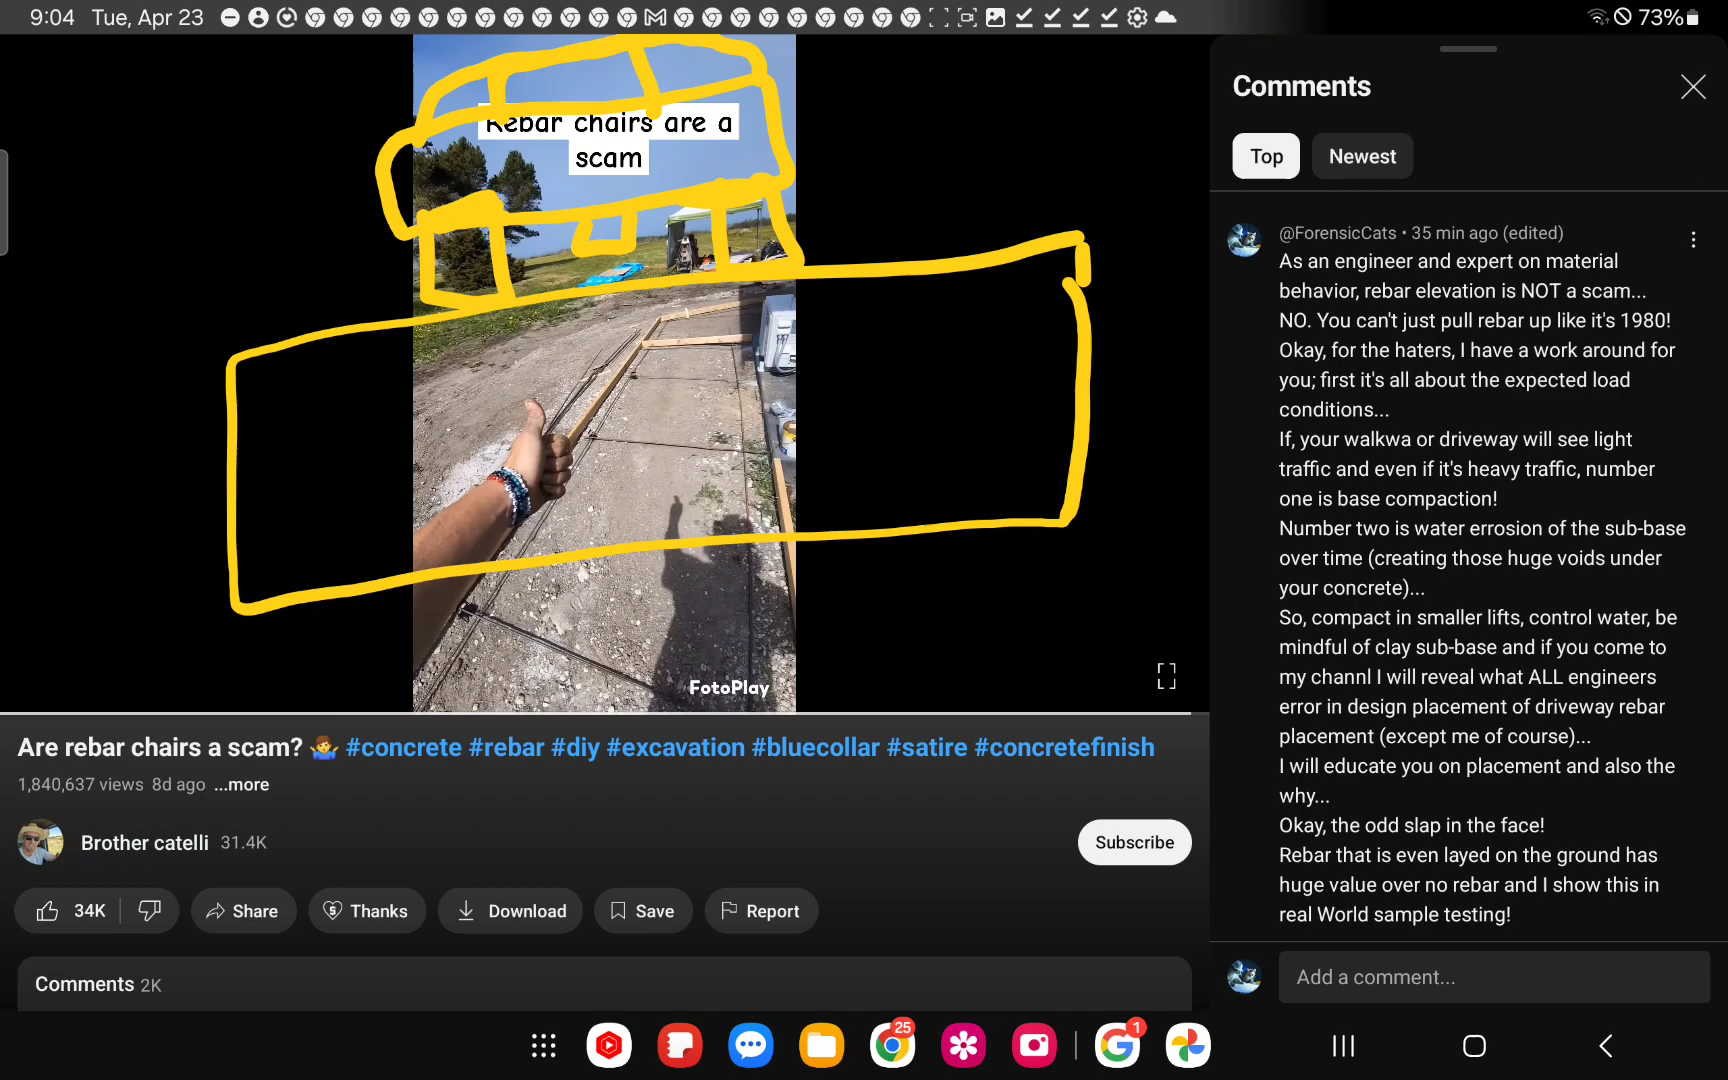 9:04 Tue, Apr 23
73%
Rebar chairs are a
scam
FotoPlay
Are rebar chairs a scam? 🤷 #concrete #rebar #diy #excavation #bluecollar #satire #concretefinish
1,840,637 views 8d ago ...more
Brother catelli 31.4K
Subscribe
34K
Share
Thanks
Download
Save
Report
Comments 2K
Comments
Top
Newest
@ForensicCats • 35 min ago (edited)
As an engineer and expert on material
behavior, rebar elevation is NOT a scam...
NO. You can't just pull rebar up like it's 1980!
Okay, for the haters, I have a work around for
you; first it's all about the expected load
conditions...
If, your walkwa or driveway will see light
traffic and even if it's heavy traffic, number
one is base compaction!
Number two is water errosion of the sub-base
over time (creating those huge voids under
your concrete)...
So, compact in smaller lifts, control water, be
mindful of clay sub-base and if you come to
my channl I will reveal what ALL engineers
error in design placement of driveway rebar
placement (except me of course)...
I will educate you on placement and also the
why...
Okay, the odd slap in the face!
Rebar that is even layed on the ground has
huge value over no rebar and I show this in
real World sample testing!
Add a comment...
25
1